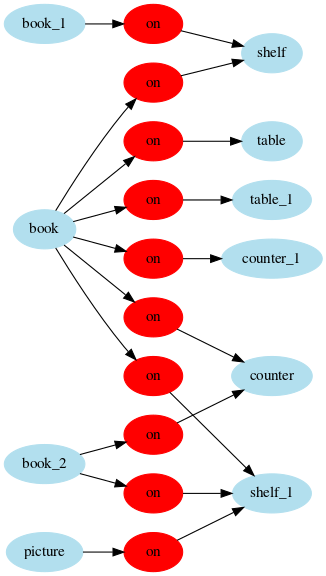 book_1
on
shelf
on
on
table
on
table_1
book
on
counter_1
on
on
counter
on
book_2
on
shelf_1
picture
on